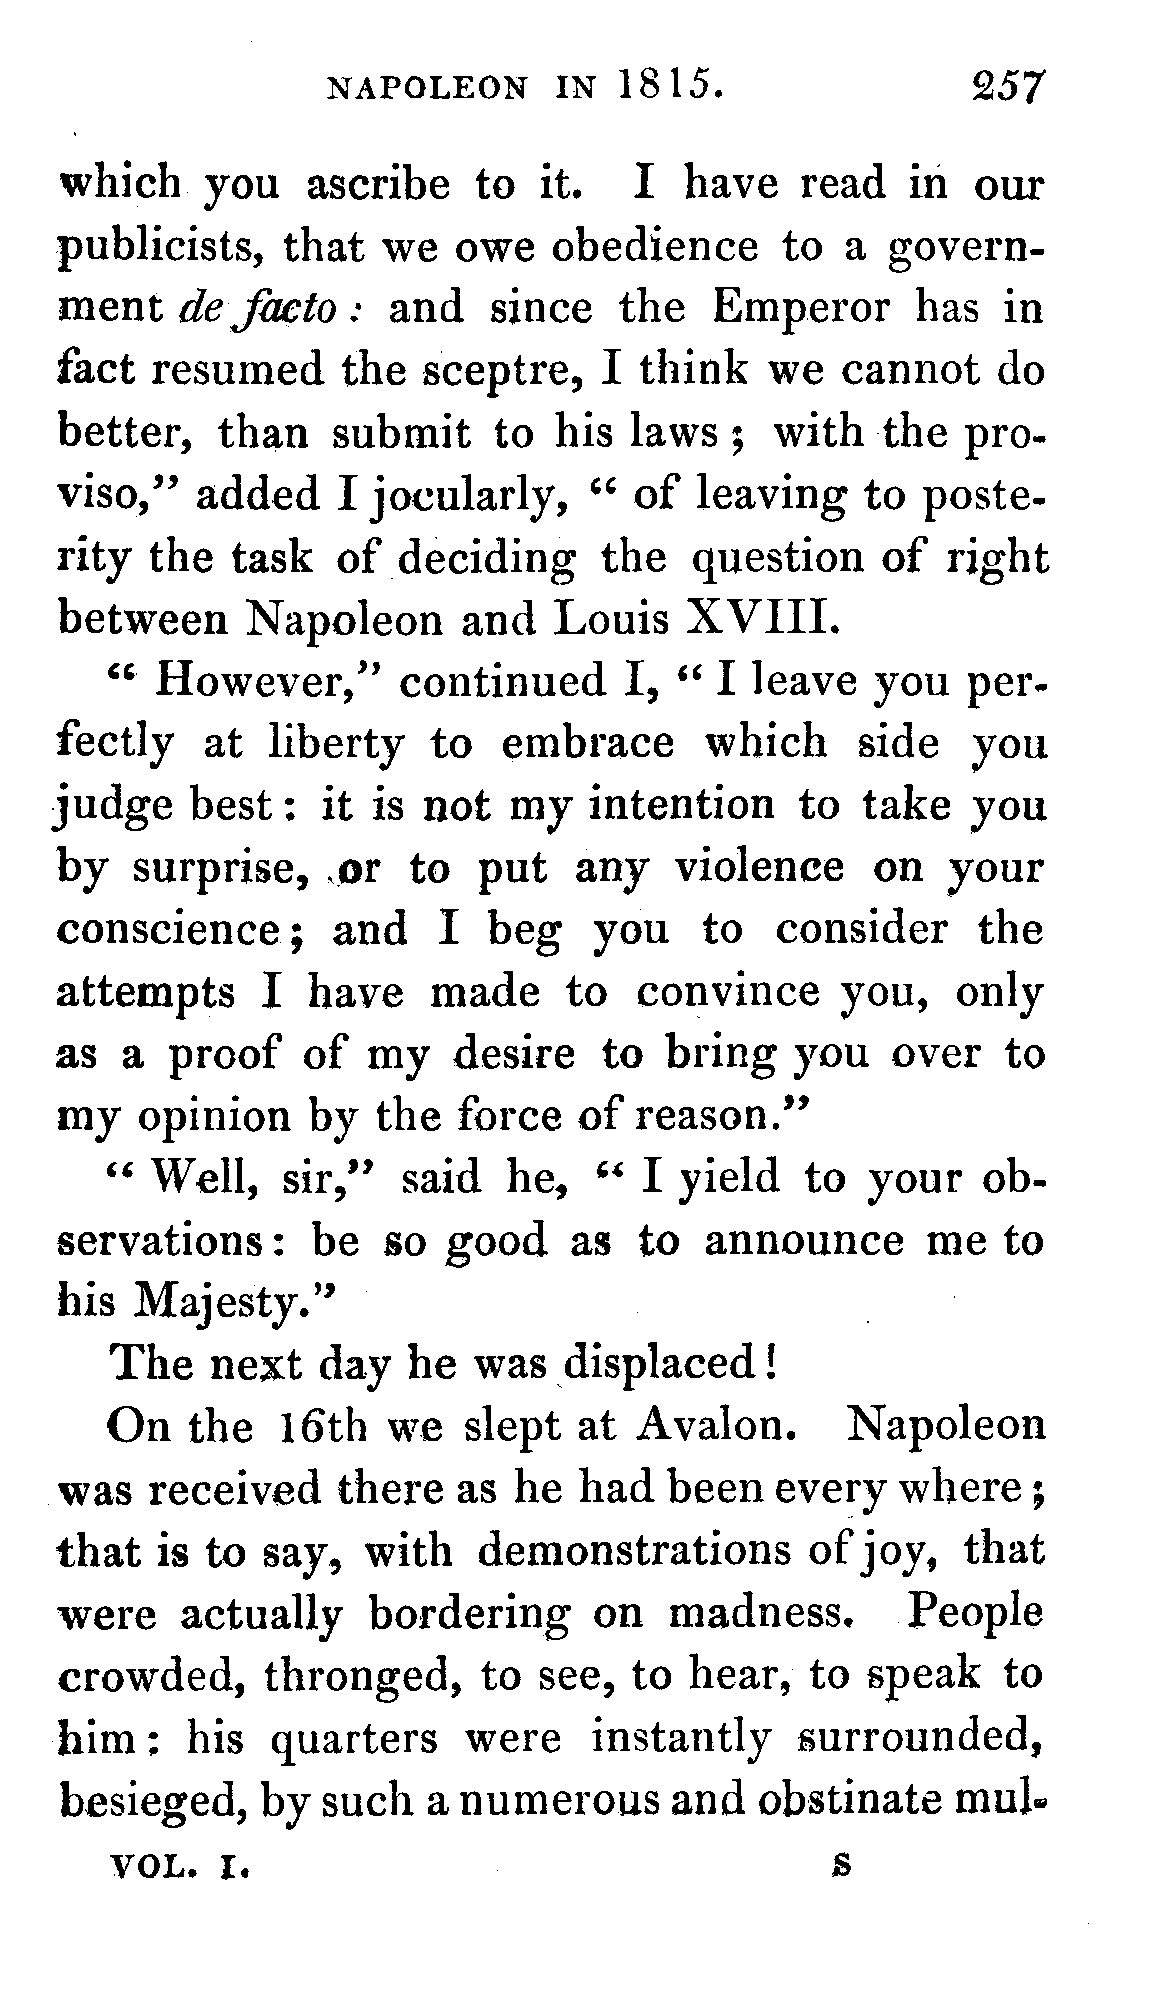 NAPOLEON IN 1815. 257
which you ascribe to it. I have read in our
publicists, that we owe obedience to a govern-
ment de facto: and since the Emperor has in
fact resumed the sceptre, I think we cannot do
better, than submit to his laws; with the pro-
viso,” added I jocularly, “ of leaving to poste-
rity the task of deciding the question of right
between Napoleon and Louis XVIII.
“ However,” continued I, “ I leave you per-
fectly at liberty to embrace which side you
judge best: it is not my intention to take you
by surprise, or to put any violence on your
conscience; and I beg you to consider the
attempts I have made to convince you, only
as a proof of my desire to bring you over to
my opinion by the force of reason.”
“ Well, sir,” said he, “ I yield to your ob-
servations: be so good as to announce me to
his Majesty.”
The next day he was displaced!
On the 16th we slept at Avalon. Napoleon
was received there as he had been every where;
that is to say, with demonstrations of joy, that
were actually bordering on madness. People
crowded, thronged, to see, to hear, to speak to
him: his quarters were instantly surrounded,
besieged, by such a numerous and obstinate mul-
VOL. I. S